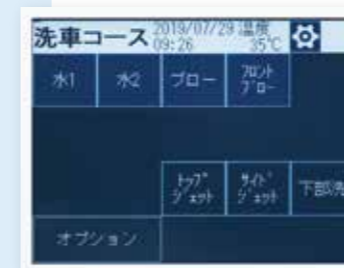 洗車コース 2019/07/29 温度
09:26 35℃
水1 水2 ブロー フロント
ブロー
トップ
ジェット サイド
ジェット 下部洗
オプション